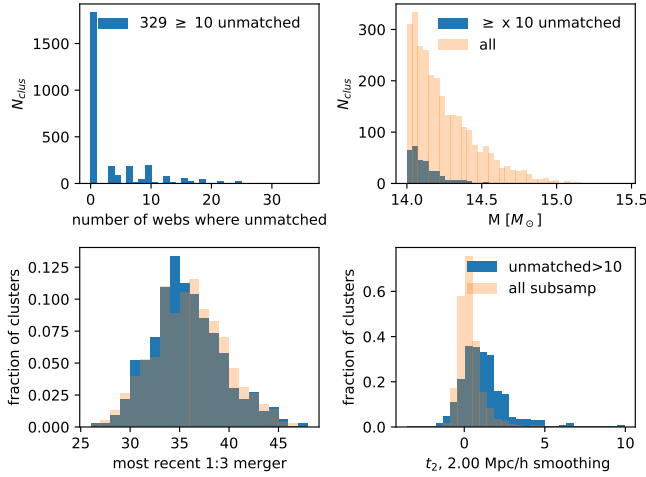 329 ≥ 10 unmatched
N_clus
1500
1000
500
0
0 10 20 30
number of webs where unmatched
≥ x 10 unmatched
all
N_clus
300
200
100
0
14.0 14.5 15.0 15.5
M [M_⊙]
fraction of clusters
0.125
0.100
0.075
0.050
0.025
0.000
25 30 35 40 45
most recent 1:3 merger
unmatched>10
all subsamp
fraction of clusters
0.6
0.4
0.2
0.0
0 5 10
t_2, 2.00 Mpc/h smoothing